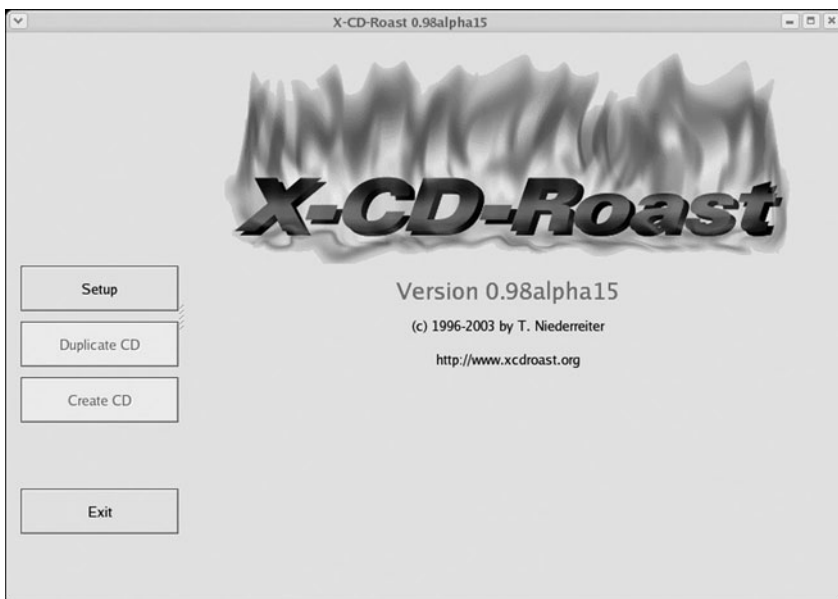 X-CD-Roast 0.98alpha15
X-CD-Roast
Setup
Duplicate CD
Create CD
Exit
Version 0.98alpha15
(c) 1996-2003 by T. Niederreiter
http://www.xcdroast.org